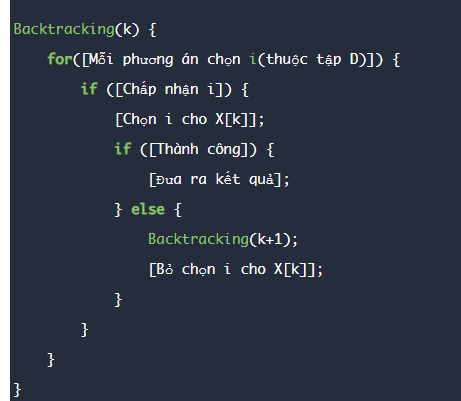 Backtracking(k) {
for([Mỗi phương án chọn i(thuộc tập D)]) {
if ([Chấp nhận i]) {
[Chọn i cho X[k]];
if ([Thành công]) {
[Đưa ra kết quả];
} else {
Backtracking(k+1);
[Bỏ chọn i cho X[k]];
}
}
}
}